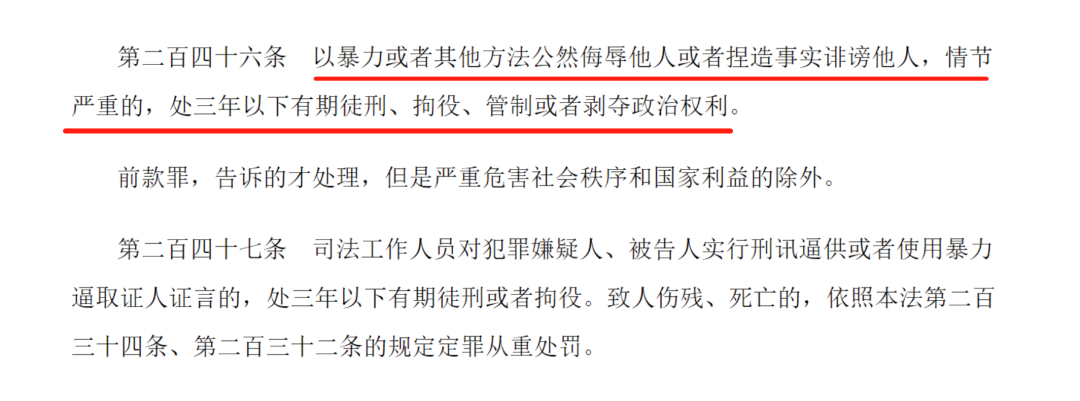 第二百四十六条　以暴力或者其他方法公然侮辱他人或者捏造事实诽谤他人，情节
严重的，处三年以下有期徒刑、拘役、管制或者剥夺政治权利。
前款罪，告诉的才处理，但是严重危害社会秩序和国家利益的除外。
第二百四十七条　司法工作人员对犯罪嫌疑人、被告人实行刑讯逼供或者使用暴力
逼取证人证言的，处三年以下有期徒刑或者拘役。致人伤残、死亡的，依照本法第二百
三十四条、第二百三十二条的规定定罪从重处罚。